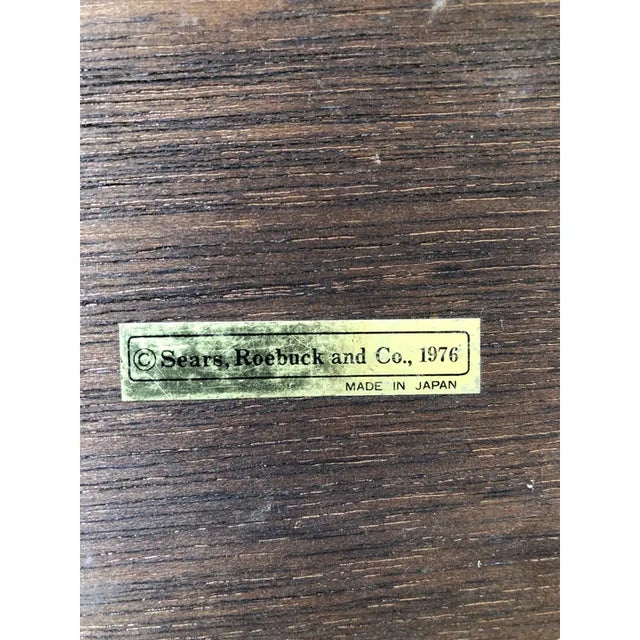 © Sears, Roebuck and Co., 1976
MADE IN JAPAN